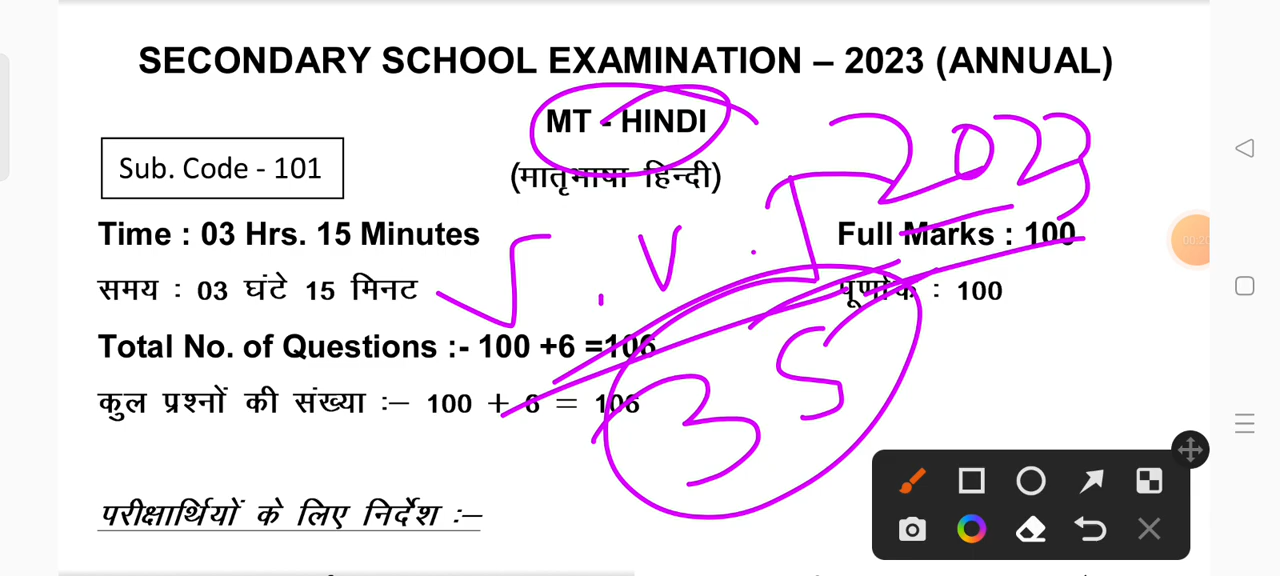 SECONDARY SCHOOL EXAMINATION – 2023 (ANNUAL)
MT - HINDI
Sub. Code - 101
(मातृभाषा हिन्दी)
2023
Time : 03 Hrs. 15 Minutes
Full Marks : 100
V.V.I
समय : 03 घंटे 15 मिनट
पूर्णांक : 100
Total No. of Questions :- 100 +6 =106
35
कुल प्रश्नों की संख्या :– 100 + 6 = 106
परीक्षार्थियों के लिए निर्देश :–